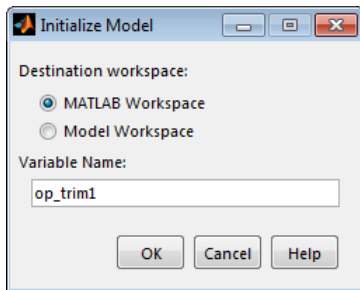 Initialize Model
Destination workspace:
MATLAB Workspace
Model Workspace
Variable Name:
op_trim1
OK Cancel Help